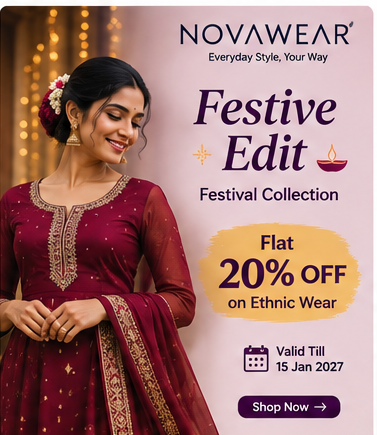 NOVAWEAR
Everyday Style, Your Way
Festive
Edit
Festival Collection
Flat
20% OFF
on Ethnic Wear
Valid Till
15 Jan 2027
Shop Now →